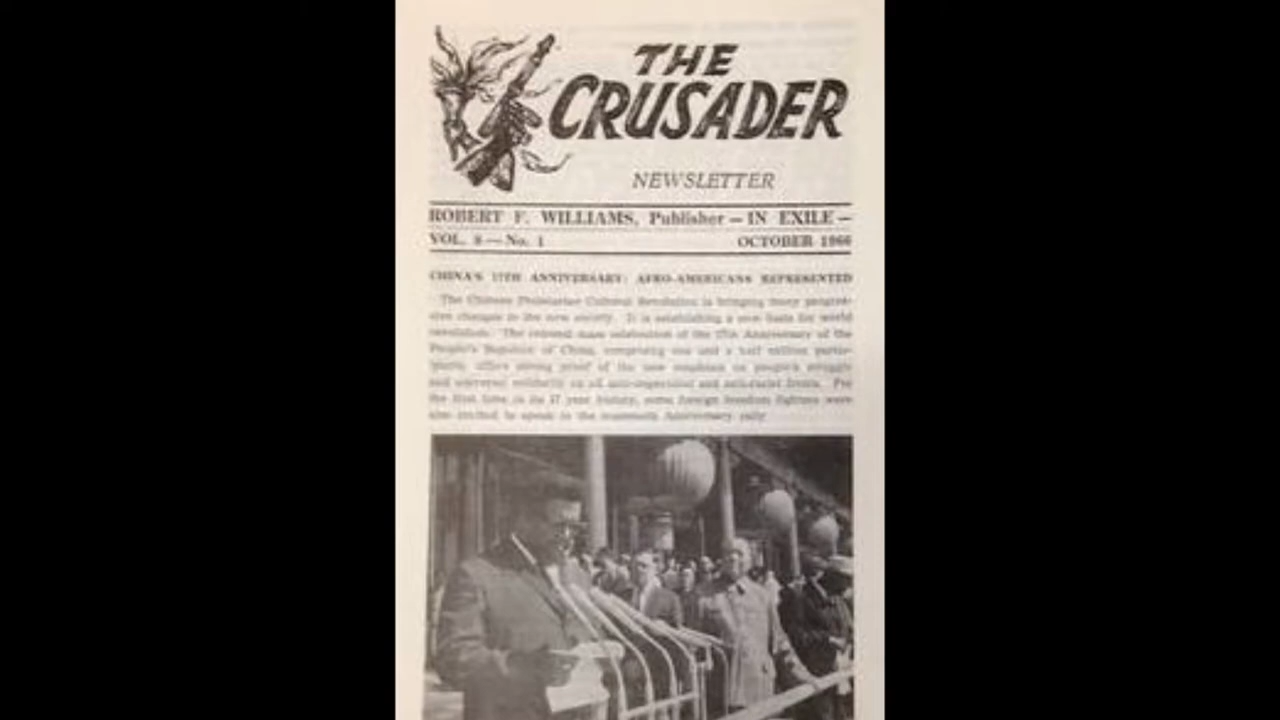 THE
CRUSADER
NEWSLETTER
ROBERT F. WILLIAMS, Publisher — IN EXILE —
VOL. 8 — No. 1 OCTOBER 1966
CHINA'S 17TH ANNIVERSARY: AFRO-AMERICANS REPRESENTED
The Chinese Proletarian Cultural Revolution is bringing many progres-
sive changes to the new society. It is establishing a new basis for world
revolution. The colossal mass celebration of the 17th Anniversary of the
People's Republic of China, comprising one and a half million partic-
ipants, offers strong proof of the new emphasis on people's struggle
and universal solidarity on all anti-imperialist and anti-racist fronts. For
the first time in its 17 year history, some foreign freedom fighters were
also invited to speak to the mammoth Anniversary rally